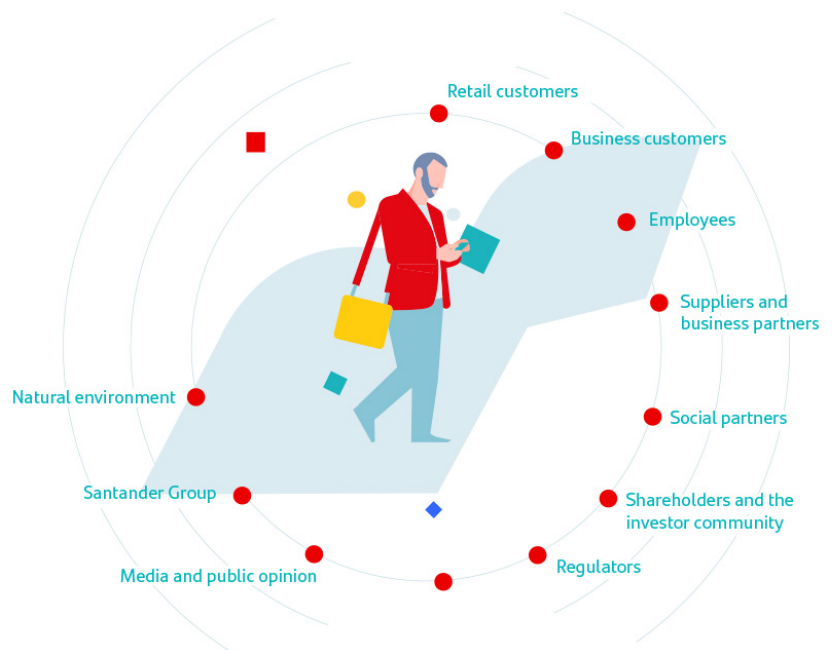 Retail customers
Business customers
Employees
Suppliers and
business partners
Social partners
Shareholders and the
investor community
Regulators
Media and public opinion
Santander Group
Natural environment